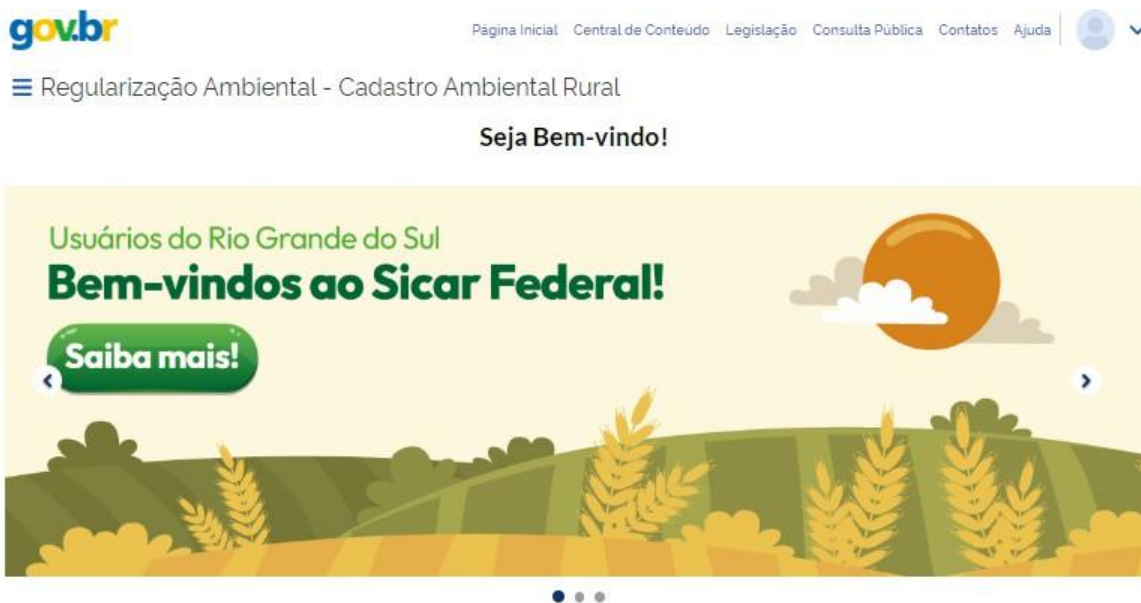 gov.br
Página Inicial Central de Conteúdo Legislação Consulta Pública Contatos Ajuda
Regularização Ambiental - Cadastro Ambiental Rural
Seja Bem-vindo!
Usuários do Rio Grande do Sul
Bem-vindos ao Sicar Federal!
Saiba mais!